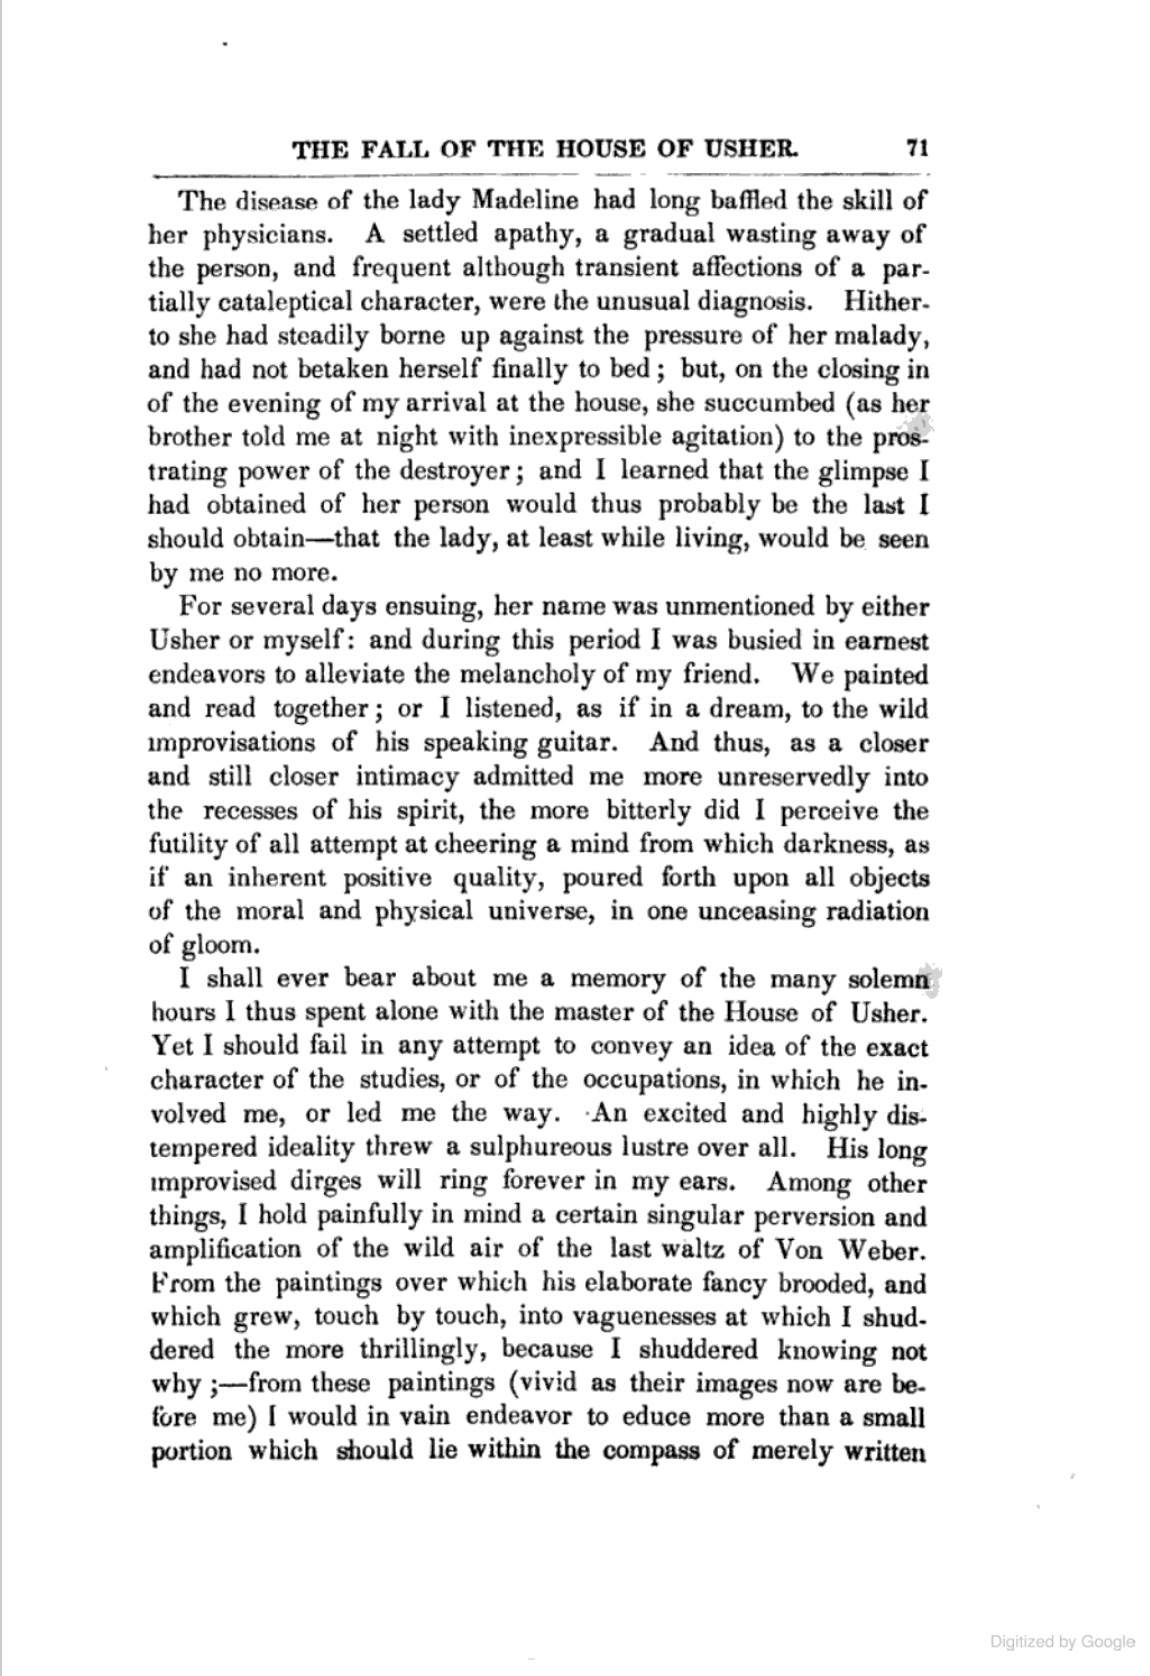 THE FALL OF THE HOUSE OF USHER. 71
The disease of the lady Madeline had long baffled the skill of
her physicians. A settled apathy, a gradual wasting away of
the person, and frequent although transient affections of a par-
tially cataleptical character, were the unusual diagnosis. Hither-
to she had steadily borne up against the pressure of her malady,
and had not betaken herself finally to bed; but, on the closing in
of the evening of my arrival at the house, she succumbed (as her
brother told me at night with inexpressible agitation) to the pros-
trating power of the destroyer; and I learned that the glimpse I
had obtained of her person would thus probably be the last I
should obtain—that the lady, at least while living, would be seen
by me no more.
For several days ensuing, her name was unmentioned by either
Usher or myself: and during this period I was busied in earnest
endeavors to alleviate the melancholy of my friend. We painted
and read together; or I listened, as if in a dream, to the wild
improvisations of his speaking guitar. And thus, as a closer
and still closer intimacy admitted me more unreservedly into
the recesses of his spirit, the more bitterly did I perceive the
futility of all attempt at cheering a mind from which darkness, as
if an inherent positive quality, poured forth upon all objects
of the moral and physical universe, in one unceasing radiation
of gloom.
I shall ever bear about me a memory of the many solemn
hours I thus spent alone with the master of the House of Usher.
Yet I should fail in any attempt to convey an idea of the exact
character of the studies, or of the occupations, in which he in-
volved me, or led me the way. An excited and highly dis-
tempered ideality threw a sulphureous lustre over all. His long
improvised dirges will ring forever in my ears. Among other
things, I hold painfully in mind a certain singular perversion and
amplification of the wild air of the last waltz of Von Weber.
From the paintings over which his elaborate fancy brooded, and
which grew, touch by touch, into vaguenesses at which I shud-
dered the more thrillingly, because I shuddered knowing not
why;—from these paintings (vivid as their images now are be-
fore me) I would in vain endeavor to educe more than a small
portion which should lie within the compass of merely written
Digitized by Google